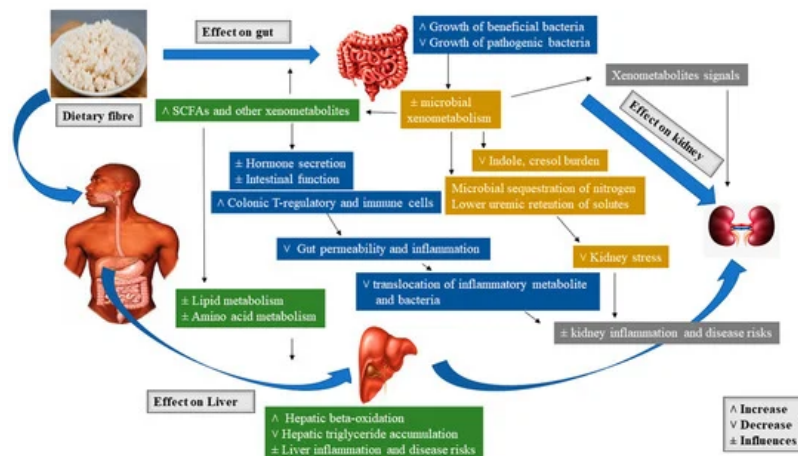 Effect on gut
˄ Growth of beneficial bacteria
˅ Growth of pathogenic bacteria
Xenometabolites signals
Dietary fibre
˄ SCFAs and other xenometabolites
± microbial
xenometabolism
Effect on kidney
± Hormone secretion
± Intestinal function
˅ Indole, cresol burden
˄ Colonic T-regulatory and immune cells
Microbial sequestration of nitrogen
Lower uremic retention of solutes
˅ Gut permeability and inflammation
˅ Kidney stress
˅ translocation of inflammatory metabolite
and bacteria
± Lipid metabolism
± Amino acid metabolism
± kidney inflammation and disease risks
Effect on Liver
˄ Hepatic beta-oxidation
˅ Hepatic triglyceride accumulation
± Liver inflammation and disease risks
˄ Increase
˅ Decrease
± Influences